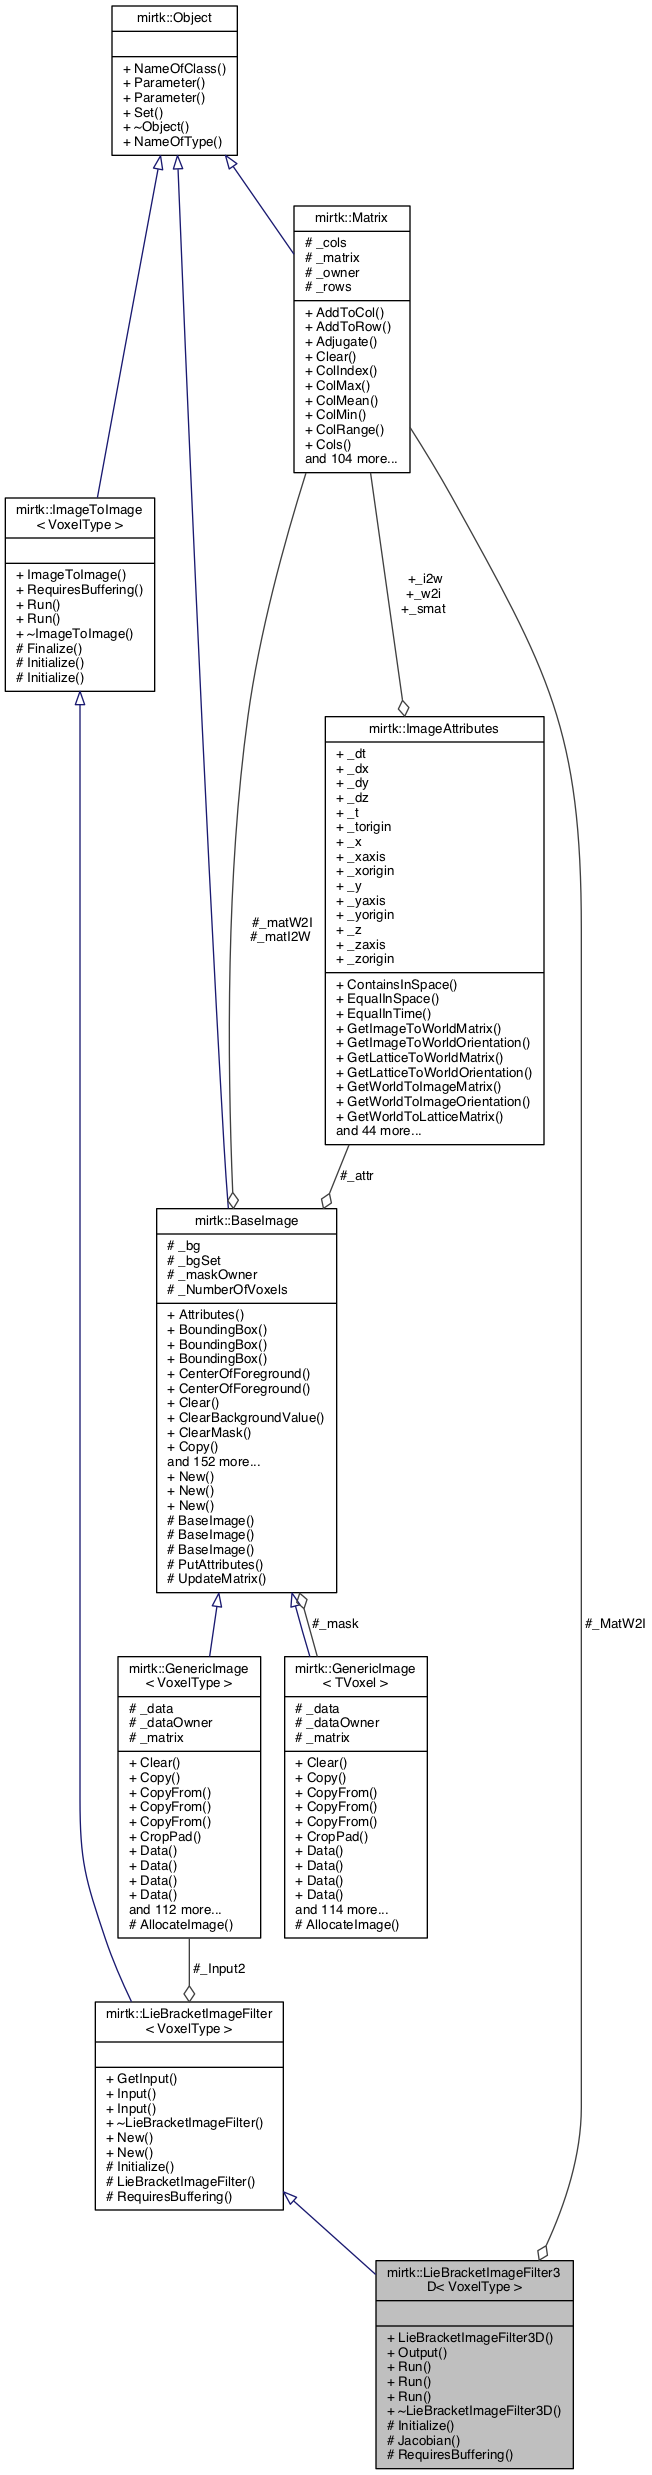 mirtk::Object
+ NameOfClass()
+ Parameter()
+ Parameter()
+ Set()
+ ~Object()
+ NameOfType()
mirtk::Matrix
# _cols
# _matrix
# _owner
# _rows
+ AddToCol()
+ AddToRow()
+ Adjugate()
+ Clear()
+ ColIndex()
+ ColMax()
+ ColMean()
+ ColMin()
+ ColRange()
+ Cols()
and 104 more...
mirtk::ImageToImage
< VoxelType >
+ ImageToImage()
+ RequiresBuffering()
+ Run()
+ Run()
+ ~ImageToImage()
# Finalize()
# Initialize()
# Initialize()
+_i2w
+_w2i
+_smat
mirtk::ImageAttributes
+ _dt
+ _dx
+ _dy
+ _dz
+ _t
+ _torigin
+ _x
+ _xaxis
+ _xorigin
+ _y
+ _yaxis
+ _yorigin
+ _z
+ _zaxis
+ _zorigin
+ ContainsInSpace()
+ EqualInSpace()
+ EqualInTime()
+ GetImageToWorldMatrix()
+ GetImageToWorldOrientation()
+ GetLatticeToWorldMatrix()
+ GetLatticeToWorldOrientation()
+ GetWorldToImageMatrix()
+ GetWorldToImageOrientation()
+ GetWorldToLatticeMatrix()
and 44 more...
#_matW2I
#_matI2W
#_attr
mirtk::BaseImage
# _bg
# _bgSet
# _maskOwner
# _NumberOfVoxels
+ Attributes()
+ BoundingBox()
+ BoundingBox()
+ BoundingBox()
+ CenterOfForeground()
+ CenterOfForeground()
+ Clear()
+ ClearBackgroundValue()
+ ClearMask()
+ Copy()
and 152 more...
+ New()
+ New()
+ New()
# BaseImage()
# BaseImage()
# BaseImage()
# PutAttributes()
# UpdateMatrix()
#_mask
#_MatW2I
mirtk::GenericImage
< VoxelType >
# _data
# _dataOwner
# _matrix
+ Clear()
+ Copy()
+ CopyFrom()
+ CopyFrom()
+ CopyFrom()
+ CropPad()
+ Data()
+ Data()
+ Data()
+ Data()
and 112 more...
# AllocateImage()
mirtk::GenericImage
< TVoxel >
# _data
# _dataOwner
# _matrix
+ Clear()
+ Copy()
+ CopyFrom()
+ CopyFrom()
+ CopyFrom()
+ CropPad()
+ Data()
+ Data()
+ Data()
+ Data()
and 114 more...
# AllocateImage()
#_Input2
mirtk::LieBracketImageFilter
< VoxelType >
+ GetInput()
+ Input()
+ Input()
+ ~LieBracketImageFilter()
+ New()
+ New()
# Initialize()
# LieBracketImageFilter()
# RequiresBuffering()
mirtk::LieBracketImageFilter3
D< VoxelType >
+ LieBracketImageFilter3D()
+ Output()
+ Run()
+ Run()
+ Run()
+ ~LieBracketImageFilter3D()
# Initialize()
# Jacobian()
# RequiresBuffering()